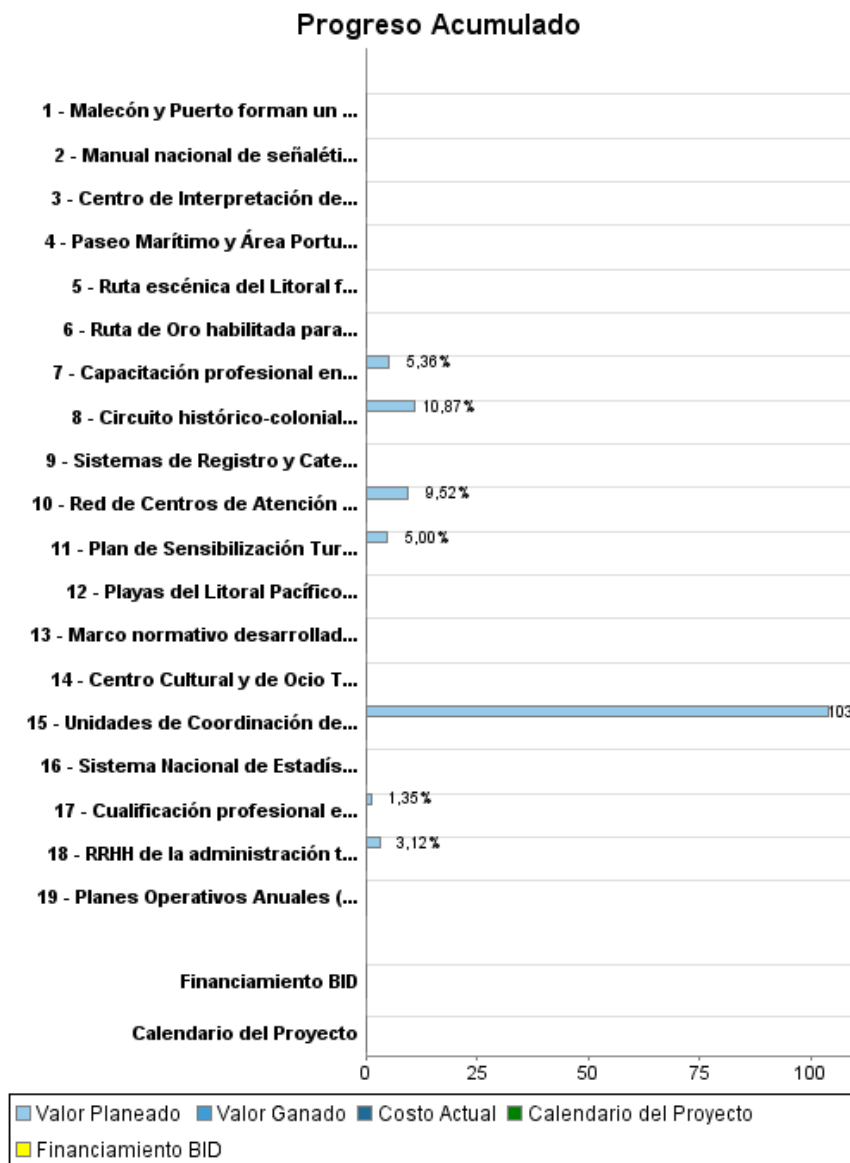 Progreso Acumulado
1 - Malecón y Puerto forman un ...
2 - Manual nacional de señaléti...
3 - Centro de Interpretación de...
4 - Paseo Marítimo y Área Portu...
5 - Ruta escénica del Litoral f...
6 - Ruta de Oro habilitada para...
7 - Capacitación profesional en... 5,36%
8 - Circuito histórico-colonial... 10,87%
9 - Sistemas de Registro y Cate...
10 - Red de Centros de Atención ... 9,52%
11 - Plan de Sensibilización Tur... 5,00%
12 - Playas del Litoral Pacífico...
13 - Marco normativo desarrollad...
14 - Centro Cultural y de Ocio T...
15 - Unidades de Coordinación de... 103
16 - Sistema Nacional de Estadís...
17 - Cualificación profesional e... 1,35%
18 - RRHH de la administración t... 3,12%
19 - Planes Operativos Anuales (...
Financiamiento BID
Calendario del Proyecto
0 25 50 75 100
Valor Planeado Valor Ganado Costo Actual Calendario del Proyecto
Financiamiento BID